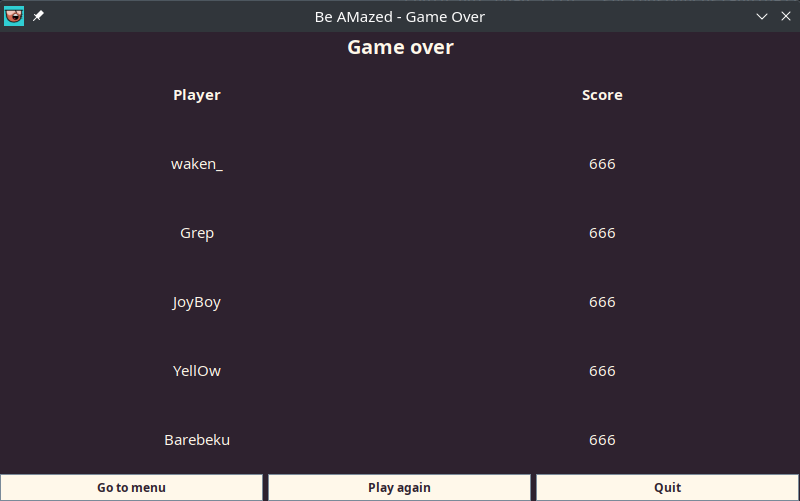 Be AMazed - Game Over
Game over
Player Score
waken_ 666
Grep 666
JoyBoy 666
YellOw 666
Barebeku 666
Go to menu Play again Quit